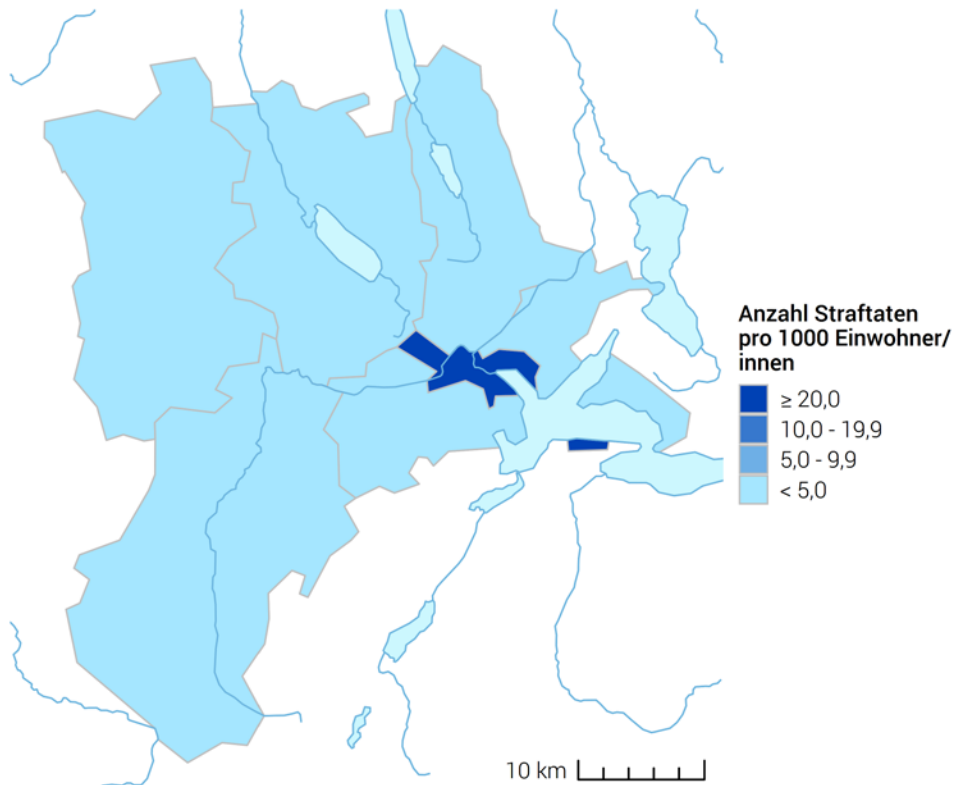 Anzahl Straftaten
pro 1000 Einwohner/
innen
≥ 20,0
10,0 - 19,9
5,0 - 9,9
< 5,0
10 km